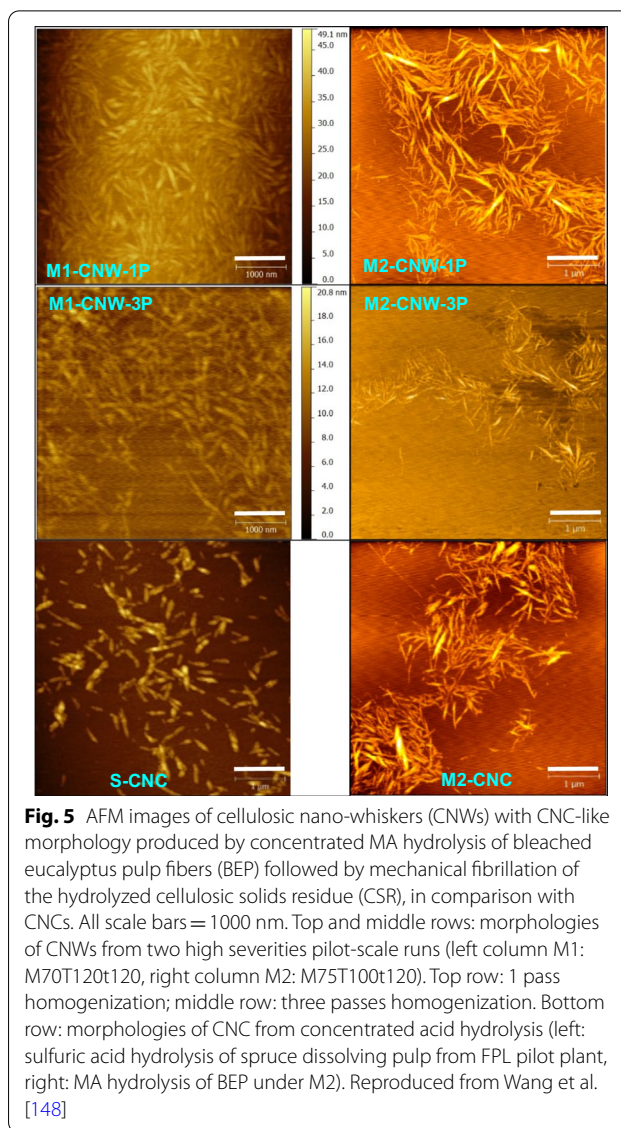 49.1 nm
45.0
40.0
35.0
30.0
25.0
20.0
15.0
10.0
5.0
0.0
M1-CNW-1P
1000 nm
M2-CNW-1P
1 µm
M1-CNW-3P
20.8 nm
18.0
16.0
14.0
12.0
10.0
8.0
6.0
4.0
2.0
0.0
1000 nm
M2-CNW-3P
1 µm
S-CNC
1 µm
M2-CNC
1 µm
Fig. 5 AFM images of cellulosic nano-whiskers (CNWs) with CNC-like
morphology produced by concentrated MA hydrolysis of bleached
eucalyptus pulp fibers (BEP) followed by mechanical fibrillation of
the hydrolyzed cellulosic solids residue (CSR), in comparison with
CNCs. All scale bars = 1000 nm. Top and middle rows: morphologies
of CNWs from two high severities pilot-scale runs (left column M1:
M70T120t120, right column M2: M75T100t120). Top row: 1 pass
homogenization; middle row: three passes homogenization. Bottom
row: morphologies of CNC from concentrated acid hydrolysis (left:
sulfuric acid hydrolysis of spruce dissolving pulp from FPL pilot plant,
right: MA hydrolysis of BEP under M2). Reproduced from Wang et al.
[148]